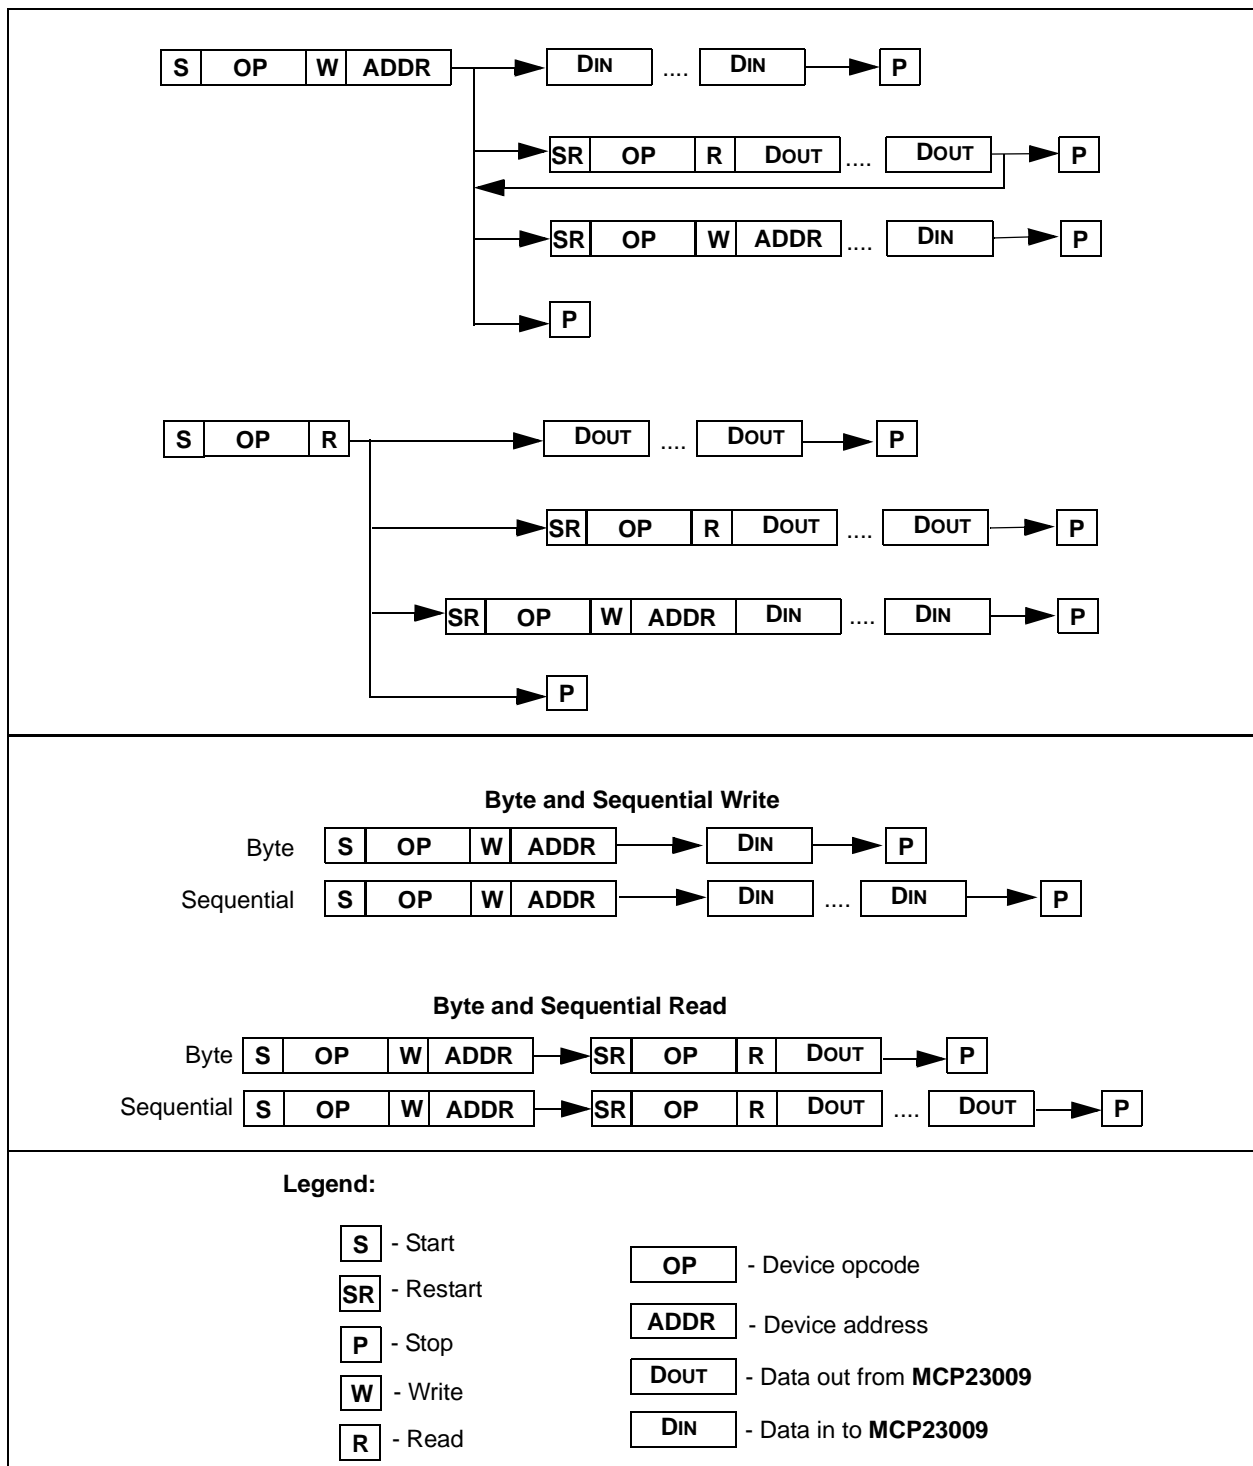 S OP W ADDR DIN .... DIN P
SR OP R DOUT .... DOUT P
SR OP W ADDR .... DIN P
P
S OP R DOUT .... DOUT P
SR OP R DOUT .... DOUT P
SR OP W ADDR DIN .... DIN P
P
Byte and Sequential Write
Byte S OP W ADDR DIN P
Sequential S OP W ADDR DIN .... DIN P
Byte and Sequential Read
Byte S OP W ADDR SR OP R DOUT P
Sequential S OP W ADDR SR OP R DOUT .... DOUT P
Legend:
S - Start
SR - Restart
P - Stop
W - Write
R - Read
OP - Device opcode
ADDR - Device address
DOUT - Data out from MCP23009
DIN - Data in to MCP23009